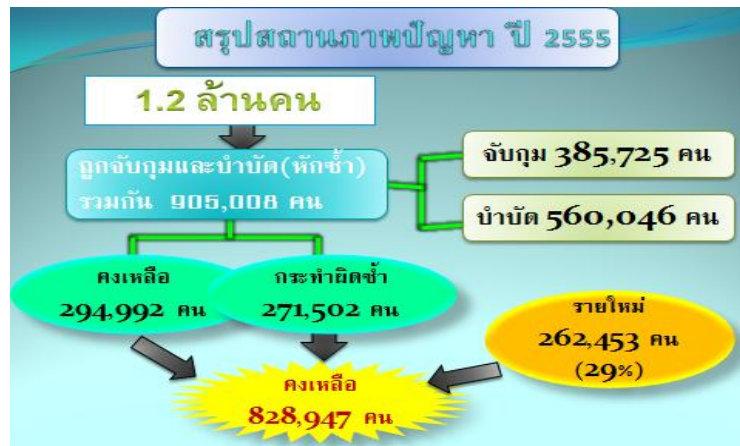 สรุปสถานภาพปัญหา ปี 2555
1.2 ล้านคน
ถูกจับกุมและบำบัด(หักซ้ำ)
รวมกัน 905,008 คน
จับกุม 385,725 คน
บำบัด 560,046 คน
คงเหลือ
294,992 คน
กระทำผิดซ้ำ
271,502 คน
รายใหม่
262,453 คน
(29%)
คงเหลือ
828,947 คน